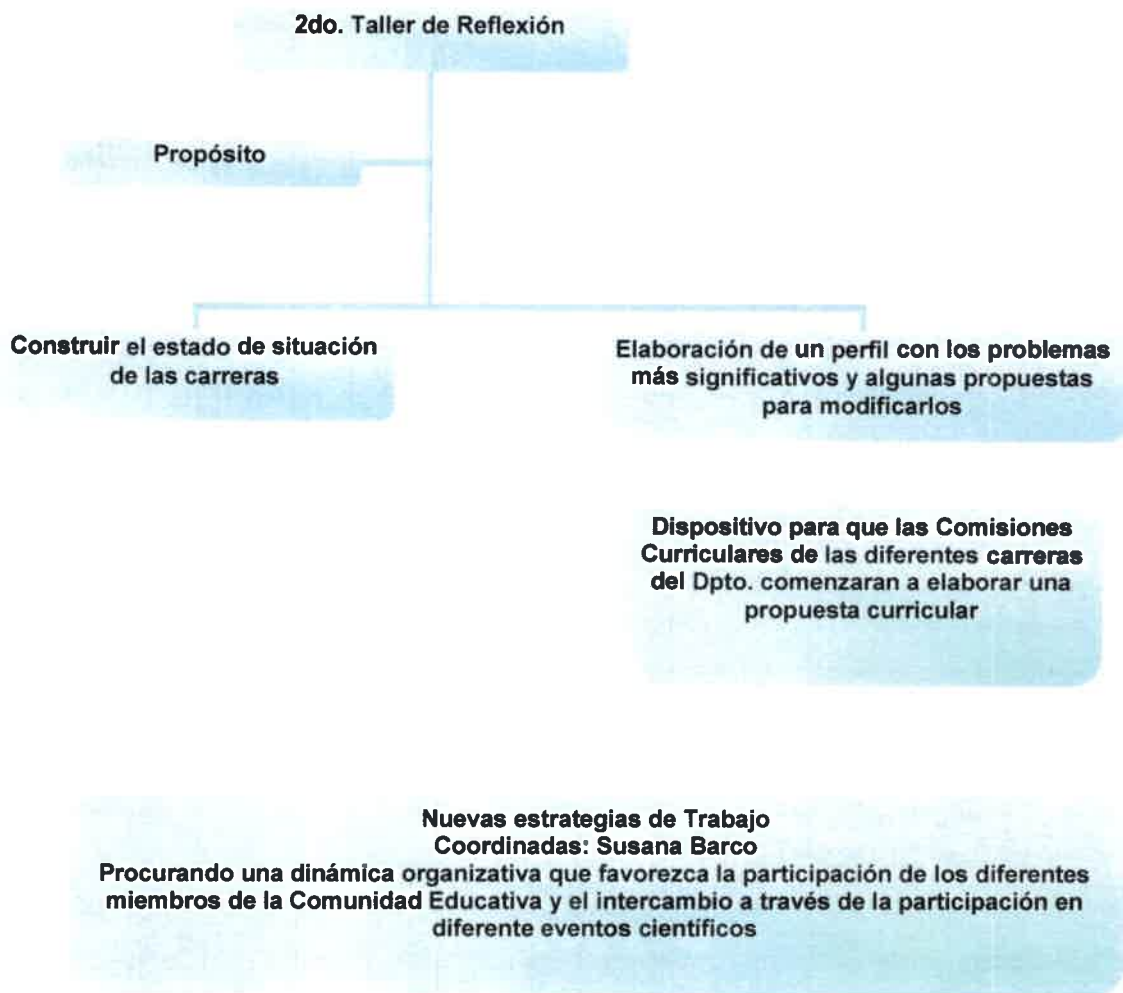 2do. Taller de Reflexión
Propósito
Construir el estado de situación
de las carreras
Elaboración de un perfil con los problemas
más significativos y algunas propuestas
para modificarlos
Dispositivo para que las Comisiones
Curriculares de las diferentes carreras
del Dpto. comenzaran a elaborar una
propuesta curricular
Nuevas estrategias de Trabajo
Coordinadas: Susana Barco
Procurando una dinámica organizativa que favorezca la participación de los diferentes
miembros de la Comunidad Educativa y el intercambio a través de la participación en
diferente eventos científicos